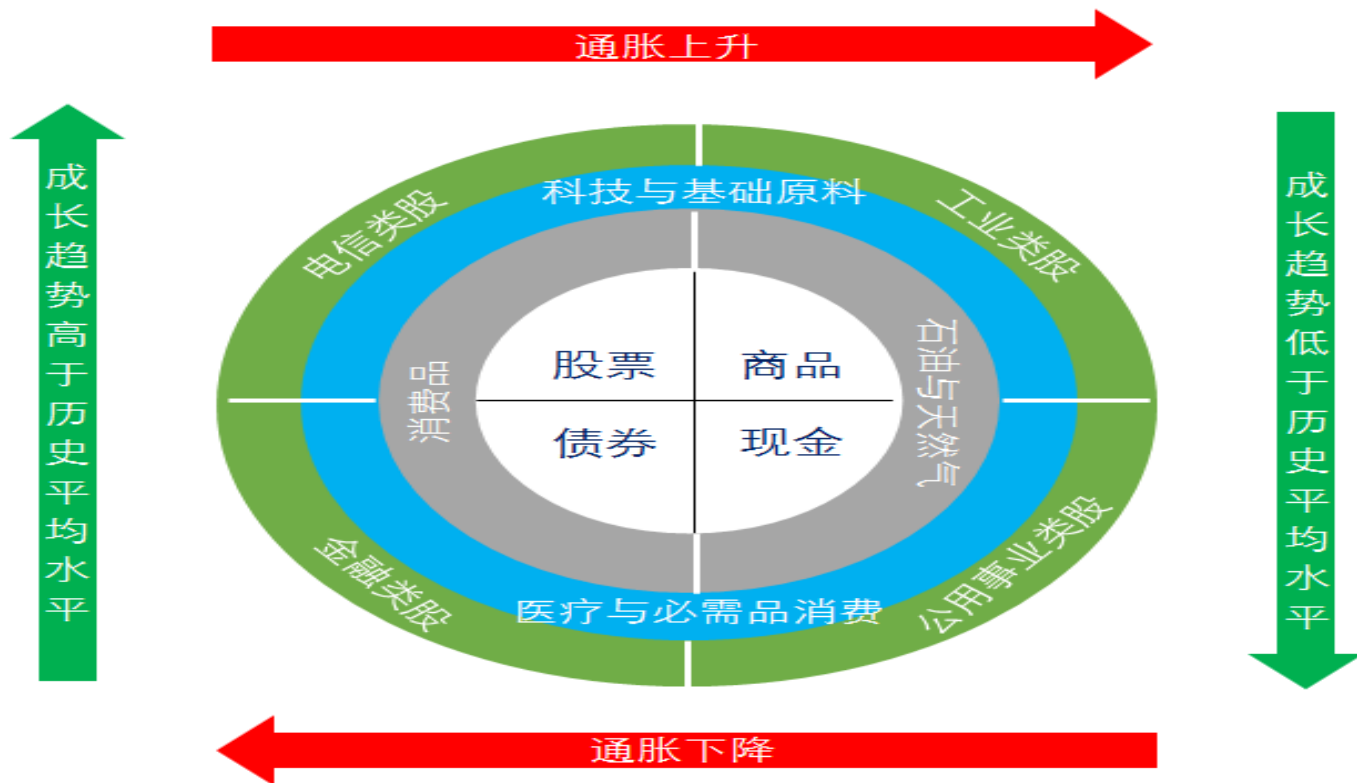 通胀上升
成长趋势高于历史平均水平
成长趋势低于历史平均水平
科技与基础原料
电信类股
工业类股
消费品
石油与天然气
股票
商品
债券
现金
金融类股
公用事业类股
医疗与必需品消费
通胀下降